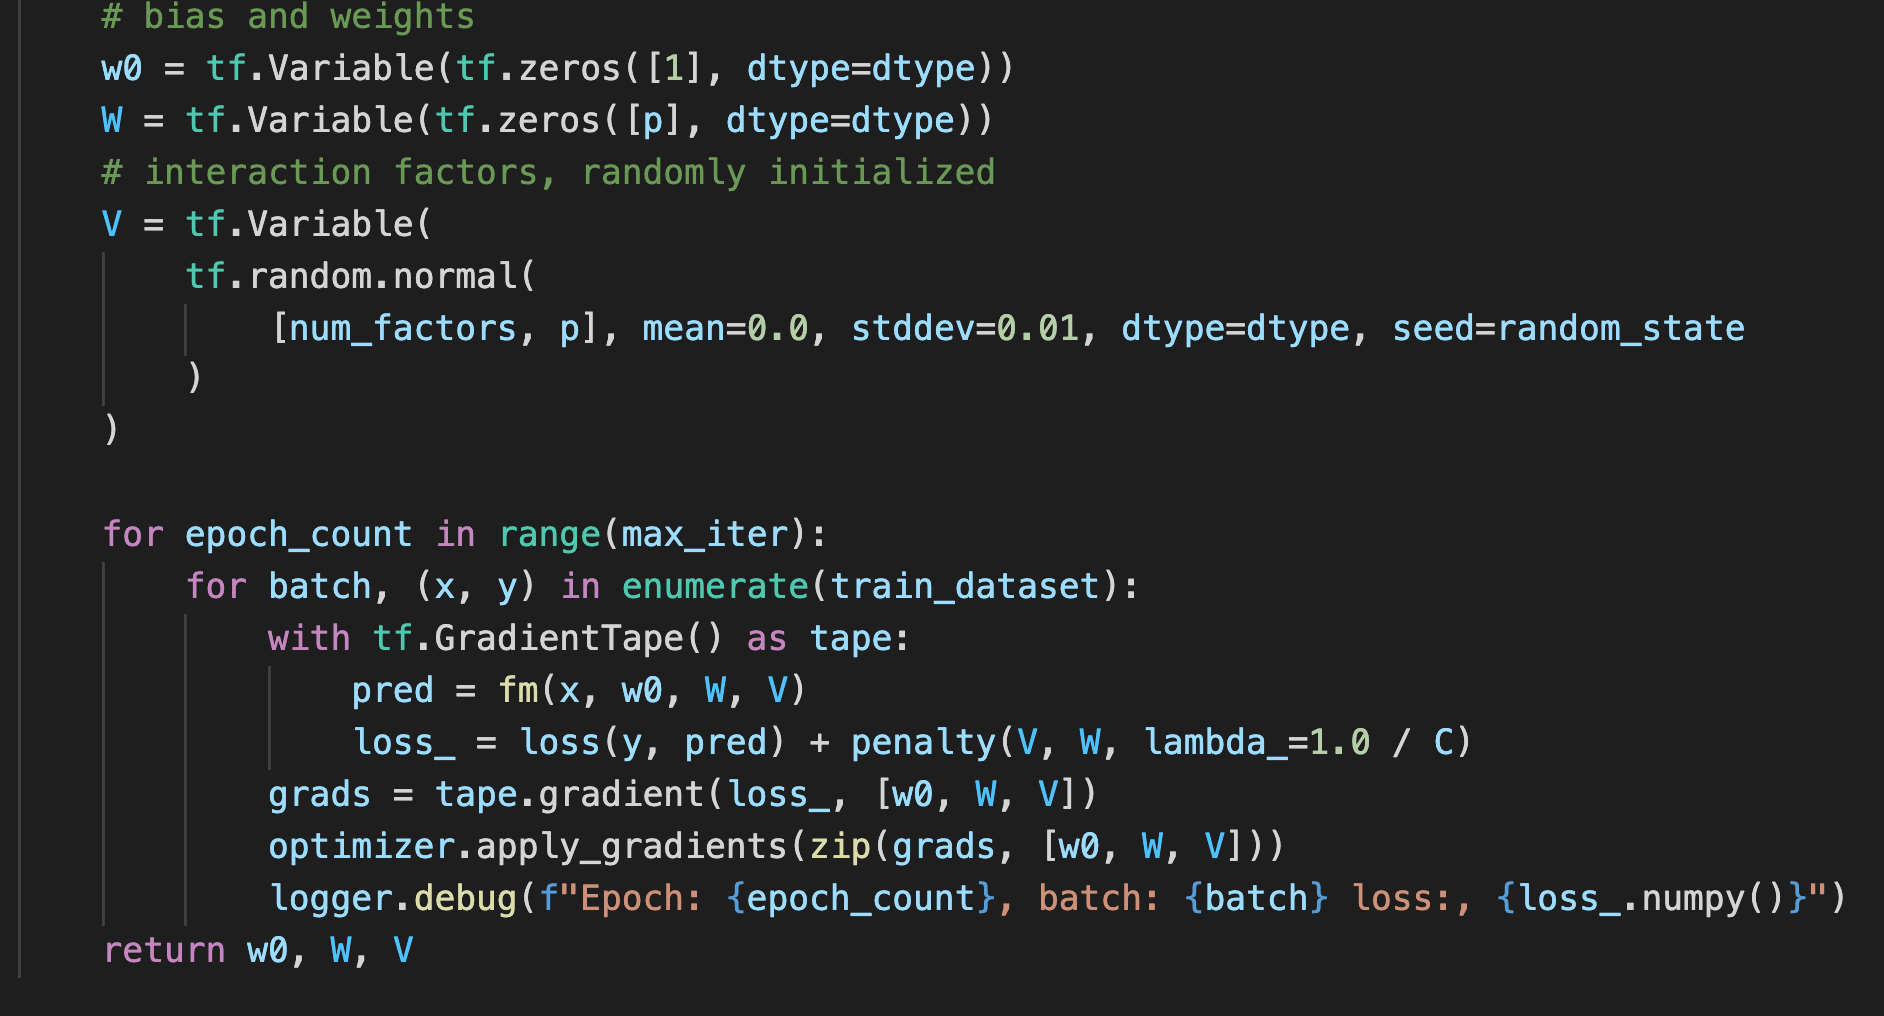 # bias and weights
w0 = tf.Variable(tf.zeros([1], dtype=dtype))
W = tf.Variable(tf.zeros([p], dtype=dtype))
# interaction factors, randomly initialized
V = tf.Variable(
    tf.random.normal(
        [num_factors, p], mean=0.0, stddev=0.01, dtype=dtype, seed=random_state
    )
)
for epoch_count in range(max_iter):
    for batch, (x, y) in enumerate(train_dataset):
        with tf.GradientTape() as tape:
            pred = fm(x, w0, W, V)
            loss_ = loss(y, pred) + penalty(V, W, lambda_=1.0 / C)
        grads = tape.gradient(loss_, [w0, W, V])
        optimizer.apply_gradients(zip(grads, [w0, W, V]))
        logger.debug(f"Epoch: {epoch_count}, batch: {batch} loss:, {loss_.numpy()}")
return w0, W, V